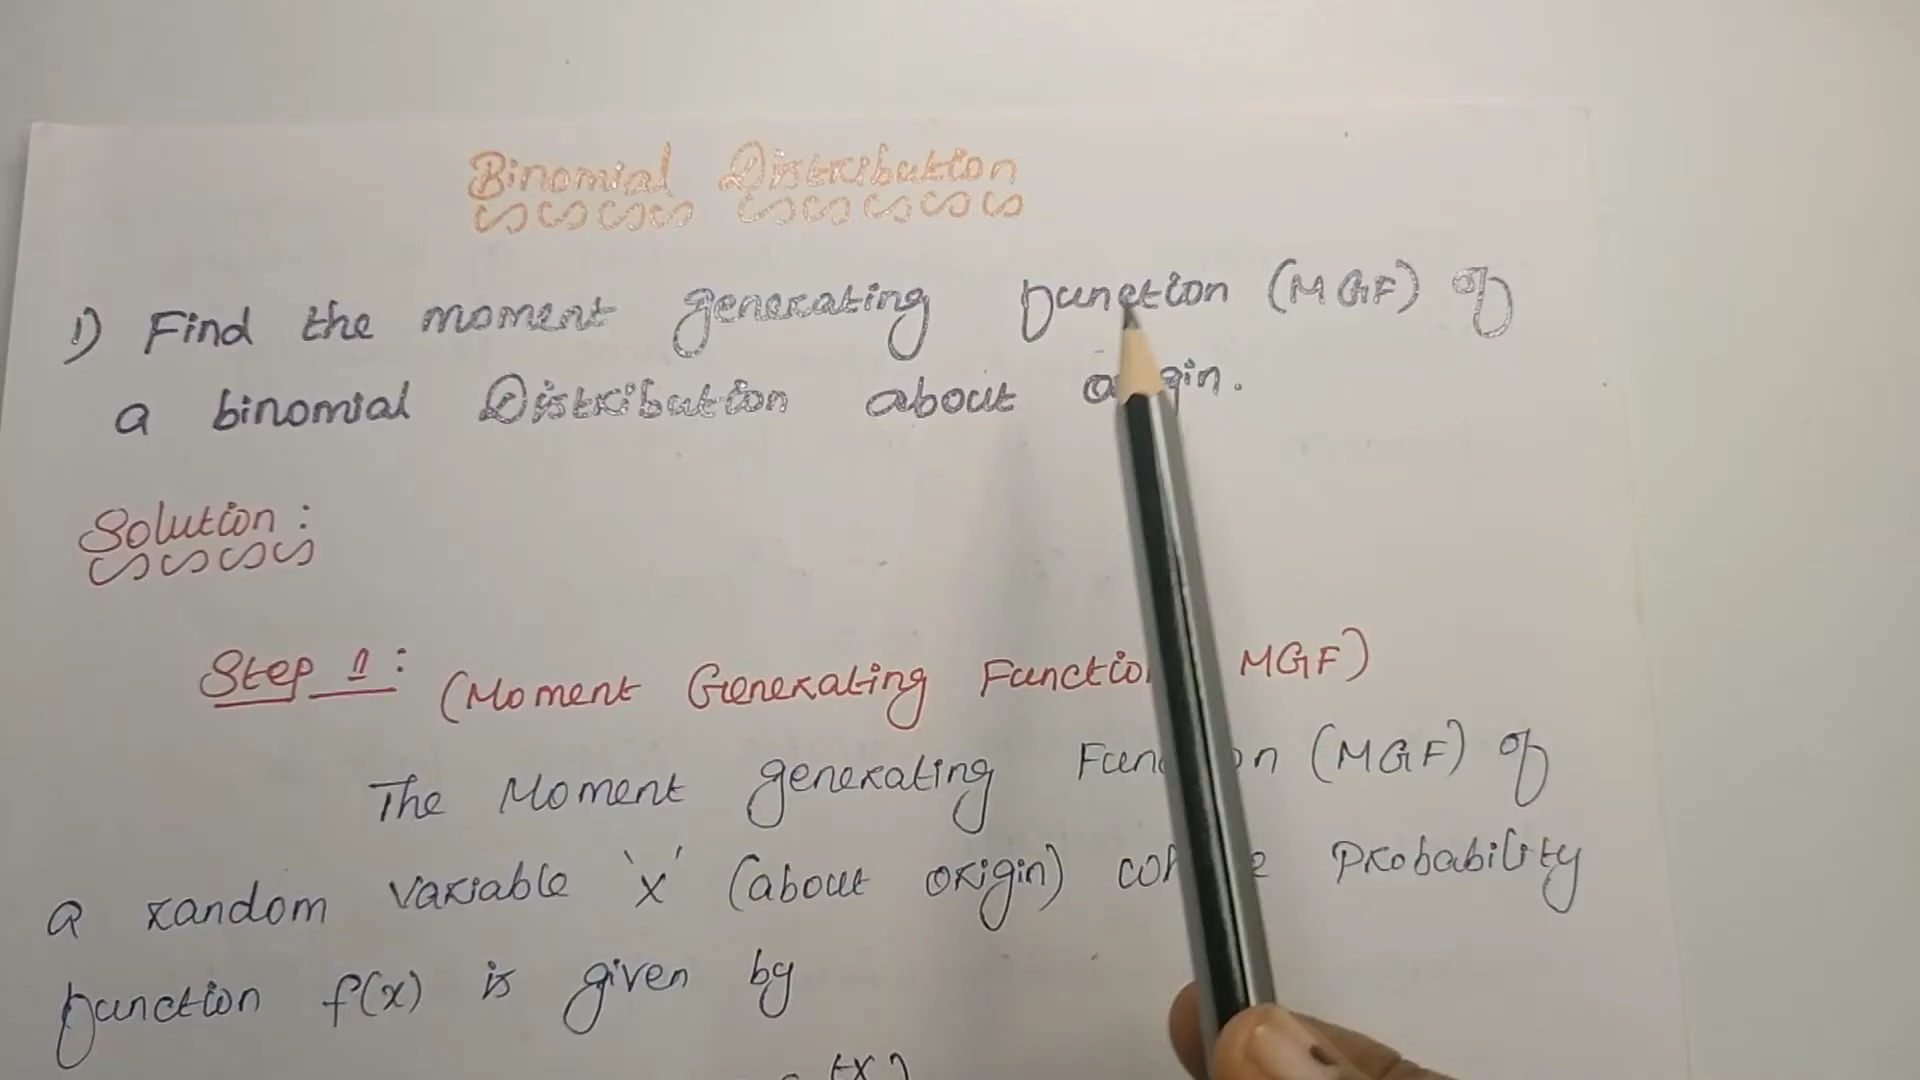 Binomial Distribution
1) Find the moment generating function (MGF) of
a binomial Distribution about origin.
Solution :
Step 1 : (Moment Generating Function MGF)
The Moment generating Function (MGF) of
a random variable 'x' (about origin) whose Probability
function f(x) is given by